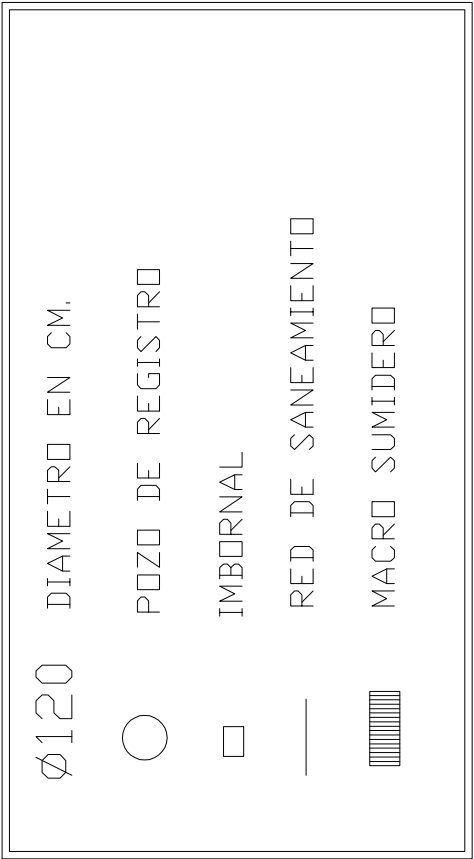 Ø120 DIAMETRO EN CM.
POZO DE REGISTRO
IMBORNAL
RED DE SANEAMIENTO
MACRO SUMIDERO